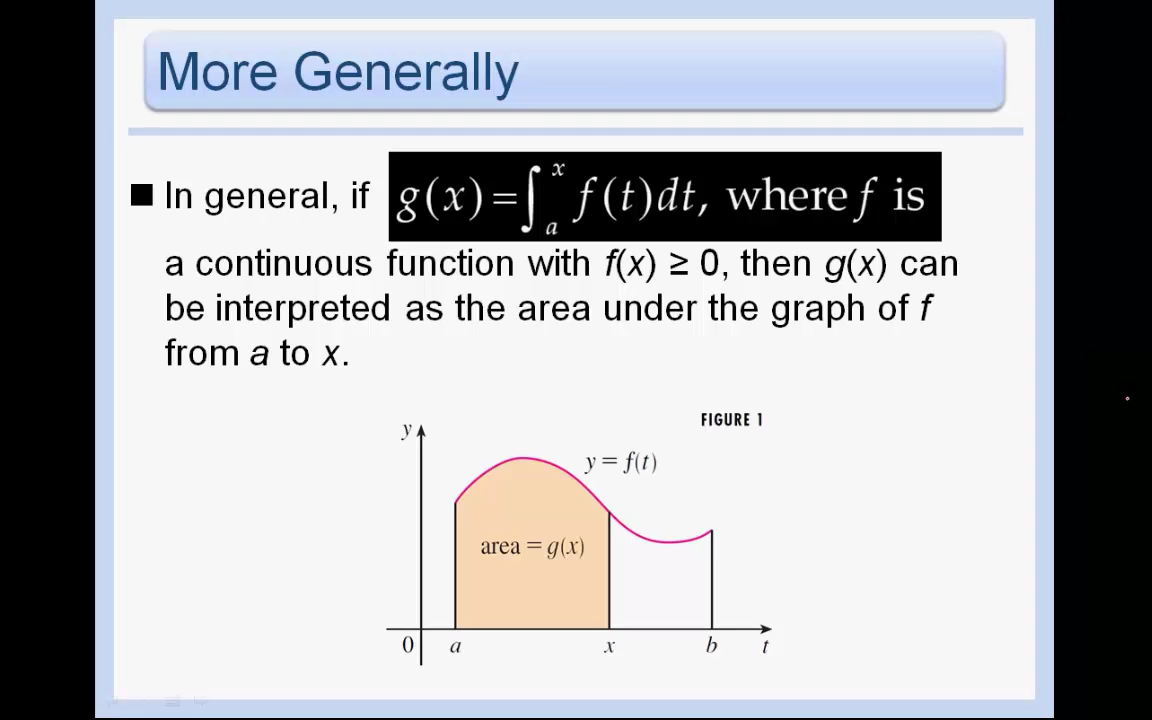 More Generally
■ In general, if g(x) = ∫ₐˣ f(t)dt, where f is
a continuous function with f(x) ≥ 0, then g(x) can
be interpreted as the area under the graph of f
from a to x.
FIGURE 1
y
y = f(t)
area = g(x)
0 a x b t